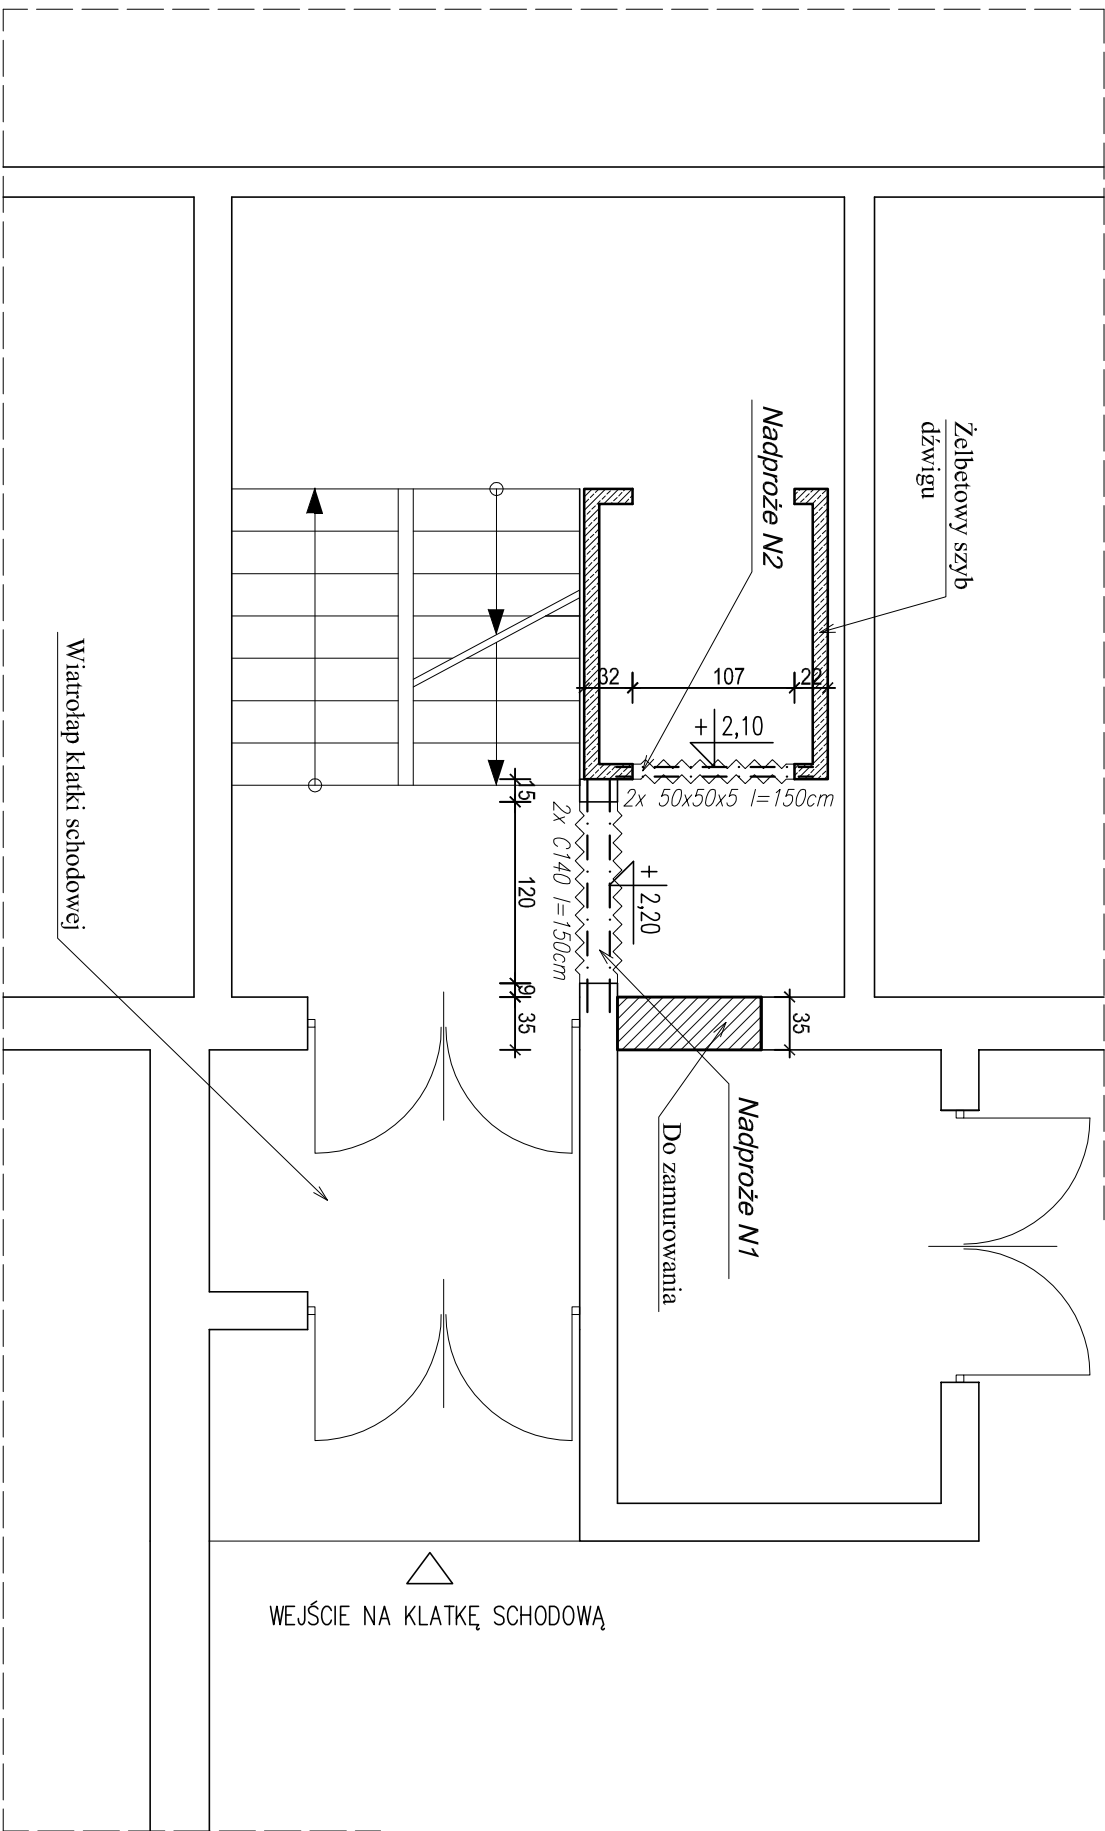 Żelbetowy szyb
dźwigu
Nadproże N2
32
107
22
+ 2,10
2x 50x50x5 l=150cm
15
120
9
35
2x C140 l=150cm
+ 2,20
35
Nadproże N1
Do zamurowania
Wiatrołap klatki schodowej
WEJŚCIE NA KLATKĘ SCHODOWĄ